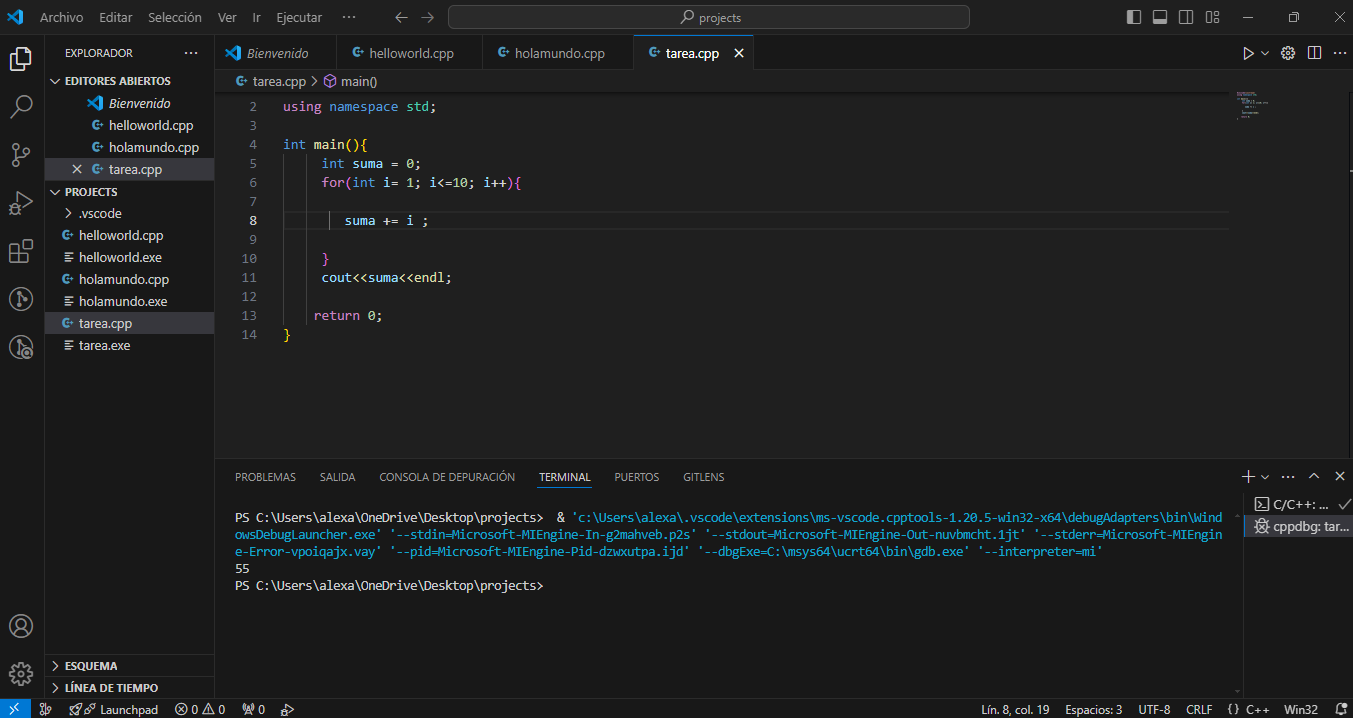 Archivo Editar Selección Ver Ir Ejecutar ···
projects
EXPLORADOR ···
EDITORES ABIERTOS
Bienvenido
helloworld.cpp
holamundo.cpp
tarea.cpp
PROJECTS
.vscode
helloworld.cpp
helloworld.exe
holamundo.cpp
holamundo.exe
tarea.cpp
tarea.exe
ESQUEMA
LÍNEA DE TIEMPO
Bienvenido helloworld.cpp holamundo.cpp tarea.cpp
tarea.cpp > main()
2 using namespace std;
3
4 int main(){
5 int suma = 0;
6 for(int i= 1; i<=10; i++){
7
8 suma += i ;
9
10 }
11 cout<<suma<<endl;
12
13 return 0;
14 }
PROBLEMAS SALIDA CONSOLA DE DEPURACIÓN TERMINAL PUERTOS GITLENS
PS C:\Users\alexa\OneDrive\Desktop\projects> & 'c:\Users\alexa\.vscode\extensions\ms-vscode.cpptools-1.20.5-win32-x64\debugAdapters\bin\Wind
owsDebugLauncher.exe' '--stdin=Microsoft-MIEngine-In-g2mahveb.p2s' '--stdout=Microsoft-MIEngine-Out-nuvbmcht.1jt' '--stderr=Microsoft-MIEngin
e-Error-vpoiqajx.vay' '--pid=Microsoft-MIEngine-Pid-dzwxutpa.ijd' '--dbgExe=C:\msys64\ucrt64\bin\gdb.exe' '--interpreter=mi'
55
PS C:\Users\alexa\OneDrive\Desktop\projects>
C/C++: ...
cppdbg: tar...
Launchpad 0 0 0 Lín. 8, col. 19 Espacios: 3 UTF-8 CRLF {} C++ Win32